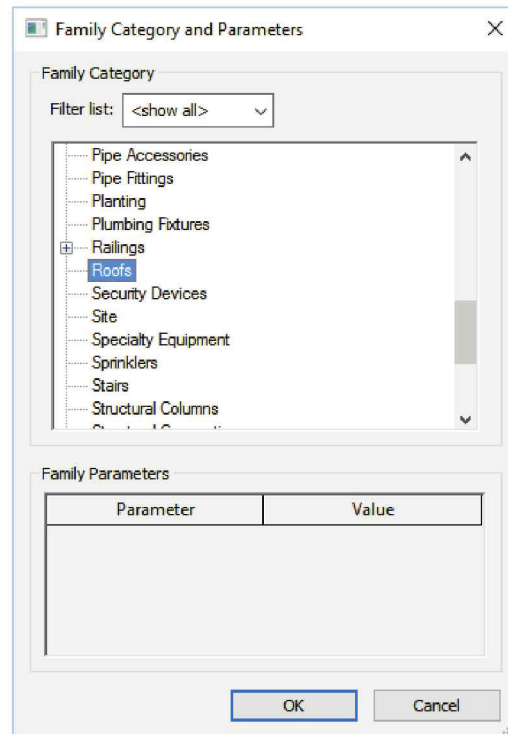 Family Category and Parameters
Family Category
Filter list: <show all>
Pipe Accessories
Pipe Fittings
Planting
Plumbing Fixtures
Railings
Roofs
Security Devices
Site
Specialty Equipment
Sprinklers
Stairs
Structural Columns
Family Parameters
Parameter Value
OK Cancel